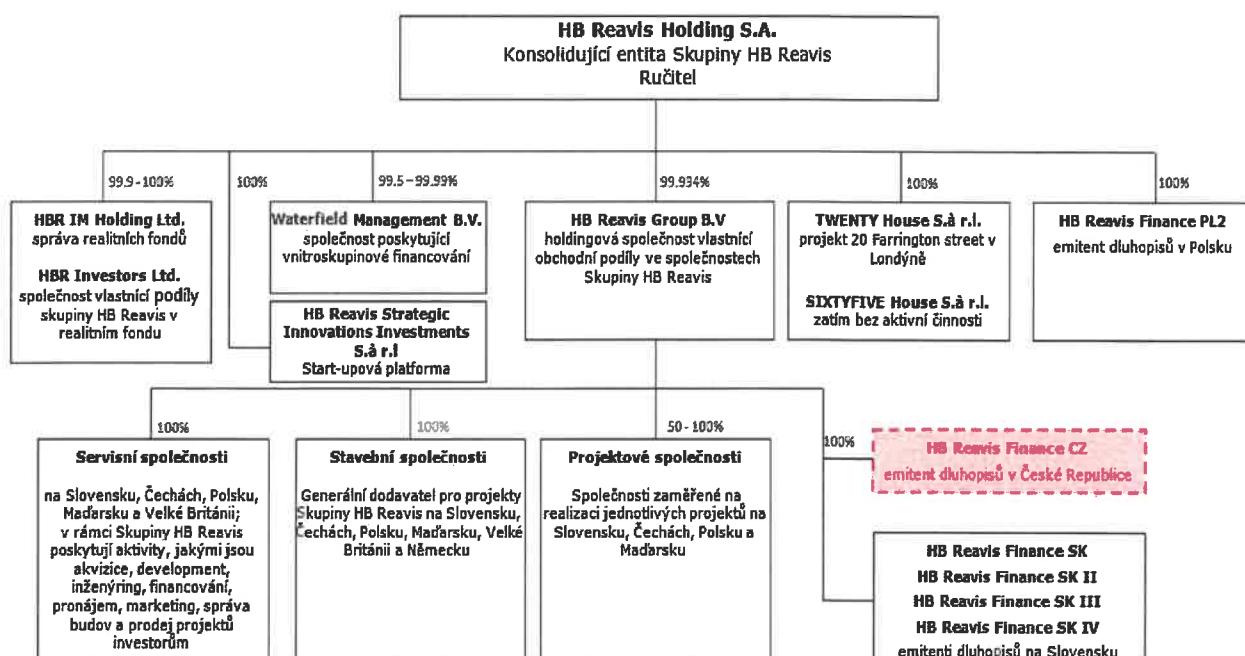 HB Reavis Holding S.A.
Konsolidující entita Skupiny HB Reavis
Ručitel
99.9-100%
100%
99.5-99.99%
99.934%
100%
100%
HBR IM Holding Ltd.
správa realitních fondů
HBR Investors Ltd.
společnost vlastnící podíly
skupiny HB Reavis v
realitním fondu
Waterfield Management B.V.
společnost poskytující
vnitroskupinové financování
HB Reavis Strategic
Innovations Investments
S.à r.l
Start-upová platforma
HB Reavis Group B.V
holdingová společnost vlastnící
obchodní podíly ve společnostech
Skupiny HB Reavis
TWENTY House S.à r.l.
projekt 20 Farrington street v
Londýně
SIXTYFIVE House S.à r.l.
zatím bez aktivní činnosti
HB Reavis Finance PL2
emitent dluhopisů v Polsku
100%
100%
50-100%
100%
Servisní společnosti
na Slovensku, Čechách, Polsku,
Maďarsku a Velké Británii;
v rámci Skupiny HB Reavis
poskytují aktivity, jakými jsou
akvizice, development,
inženýring, financování,
pronájem, marketing, správa
budov a prodej projektů
investorům
Stavební společnosti
Generální dodavatel pro projekty
Skupiny HB Reavis na Slovensku,
Čechách, Polsku, Maďarsku, Velké
Británii a Německu
Projektové společnosti
Společnosti zaměřené na
realizaci jednotlivých projektů na
Slovensku, Čechách, Polsku a
Maďarsku
HB Reavis Finance CZ
emitent dluhopisů v České Republice
HB Reavis Finance SK
HB Reavis Finance SK II
HB Reavis Finance SK III
HB Reavis Finance SK IV
emitenti dluhopisů na Slovensku